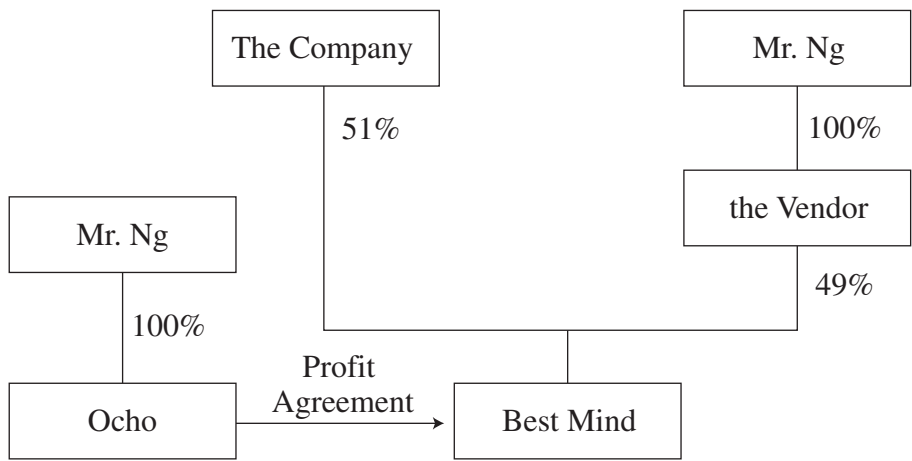 The Company
Mr. Ng
51%
100%
the Vendor
Mr. Ng
49%
100%
Profit
Agreement
Ocho
Best Mind